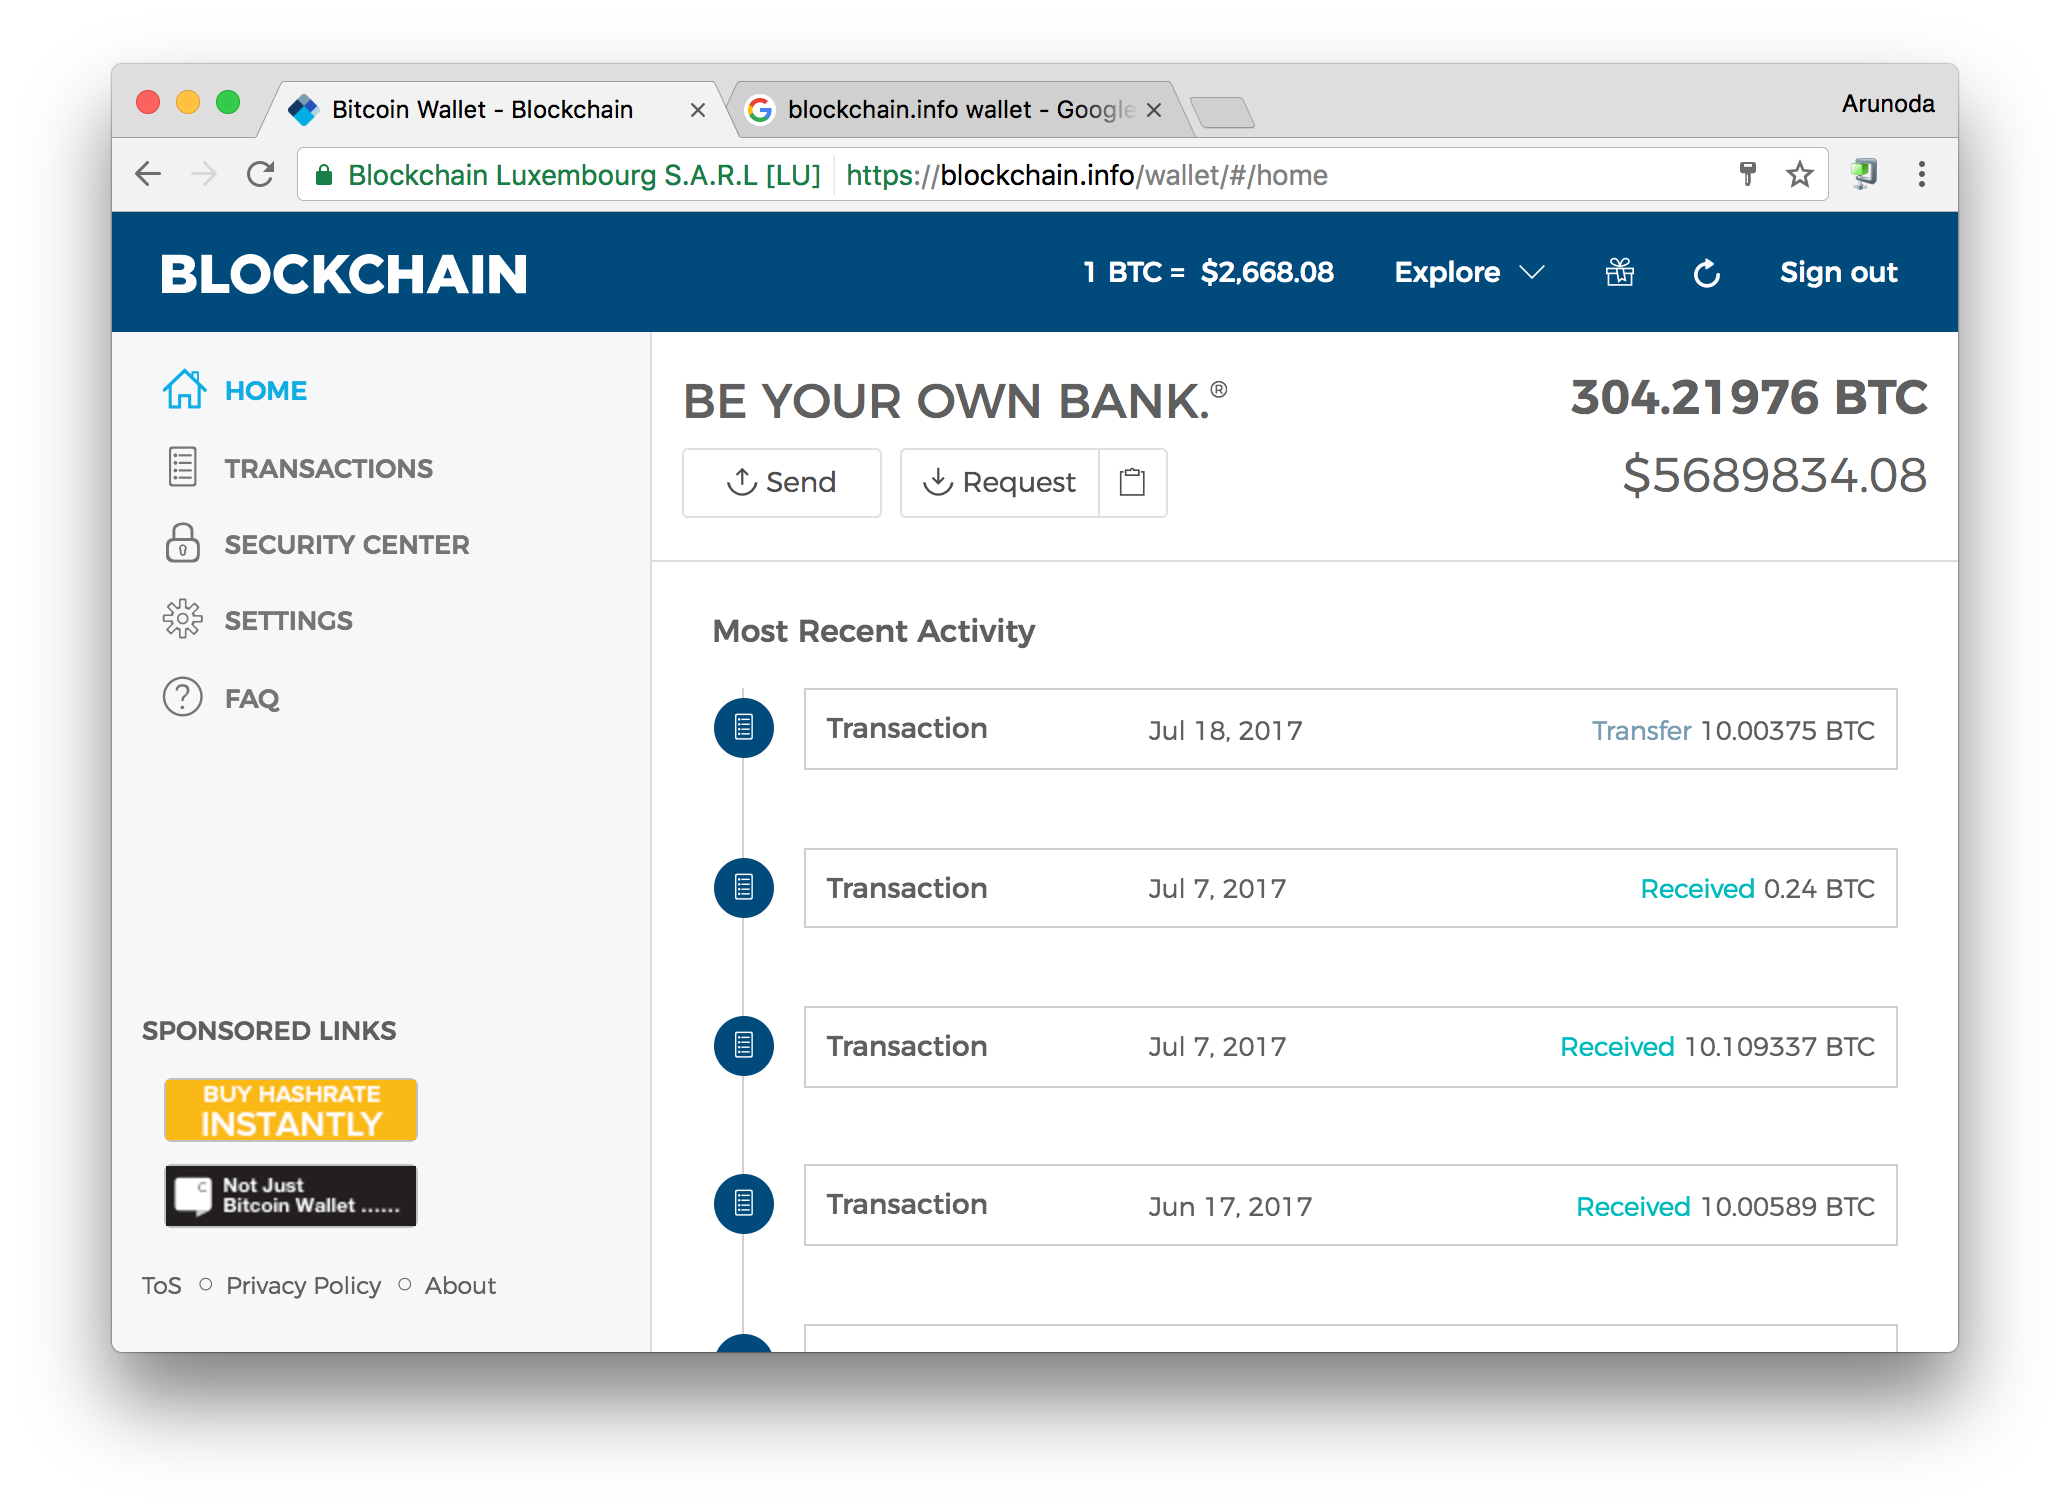 Bitcoin Wallet - Blockchain
blockchain.info wallet - Google
Arunoda
Blockchain Luxembourg S.A.R.L [LU] https://blockchain.info/wallet/#/home
BLOCKCHAIN
1 BTC = $2,668.08 Explore Sign out
HOME
TRANSACTIONS
SECURITY CENTER
SETTINGS
FAQ
SPONSORED LINKS
BUY HASHRATE
INSTANTLY
Not Just
Bitcoin Wallet ......
ToS Privacy Policy About
BE YOUR OWN BANK.®
304.21976 BTC
$5689834.08
Send Request
Most Recent Activity
Transaction Jul 18, 2017 Transfer 10.00375 BTC
Transaction Jul 7, 2017 Received 0.24 BTC
Transaction Jul 7, 2017 Received 10.109337 BTC
Transaction Jun 17, 2017 Received 10.00589 BTC